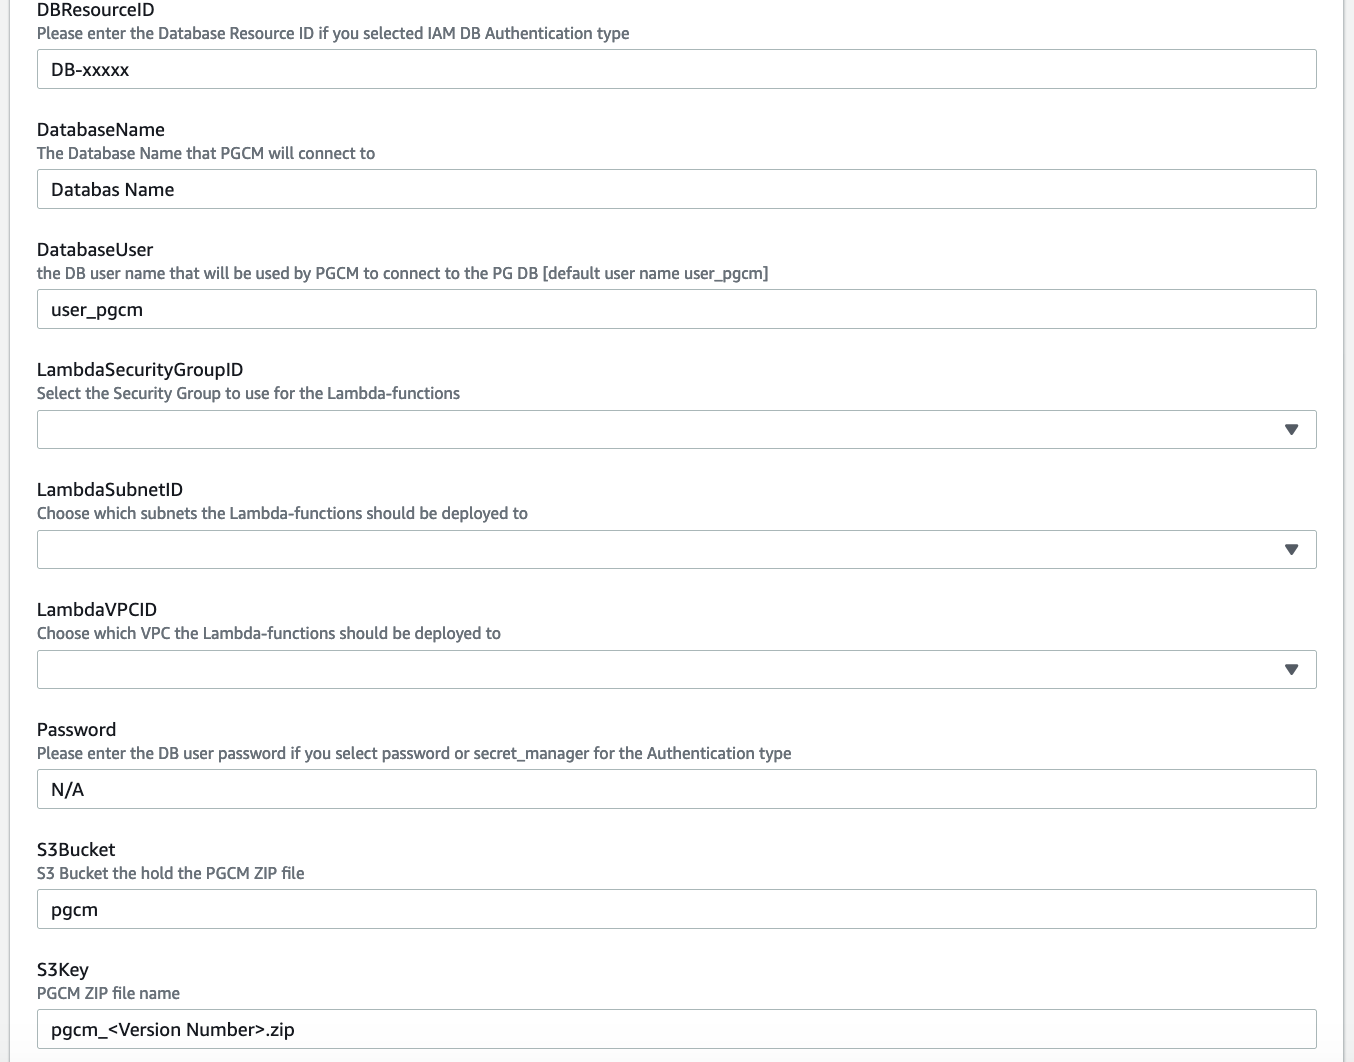 DBResourceID
Please enter the Database Resource ID if you selected IAM DB Authentication type
DB-xxxxx
DatabaseName
The Database Name that PGCM will connect to
Databas Name
DatabaseUser
the DB user name that will be used by PGCM to connect to the PG DB [default user name user_pgcm]
user_pgcm
LambdaSecurityGroupID
Select the Security Group to use for the Lambda-functions
LambdaSubnetID
Choose which subnets the Lambda-functions should be deployed to
LambdaVPCID
Choose which VPC the Lambda-functions should be deployed to
Password
Please enter the DB user password if you select password or secret_manager for the Authentication type
N/A
S3Bucket
S3 Bucket the hold the PGCM ZIP file
pgcm
S3Key
PGCM ZIP file name
pgcm_<Version Number>.zip